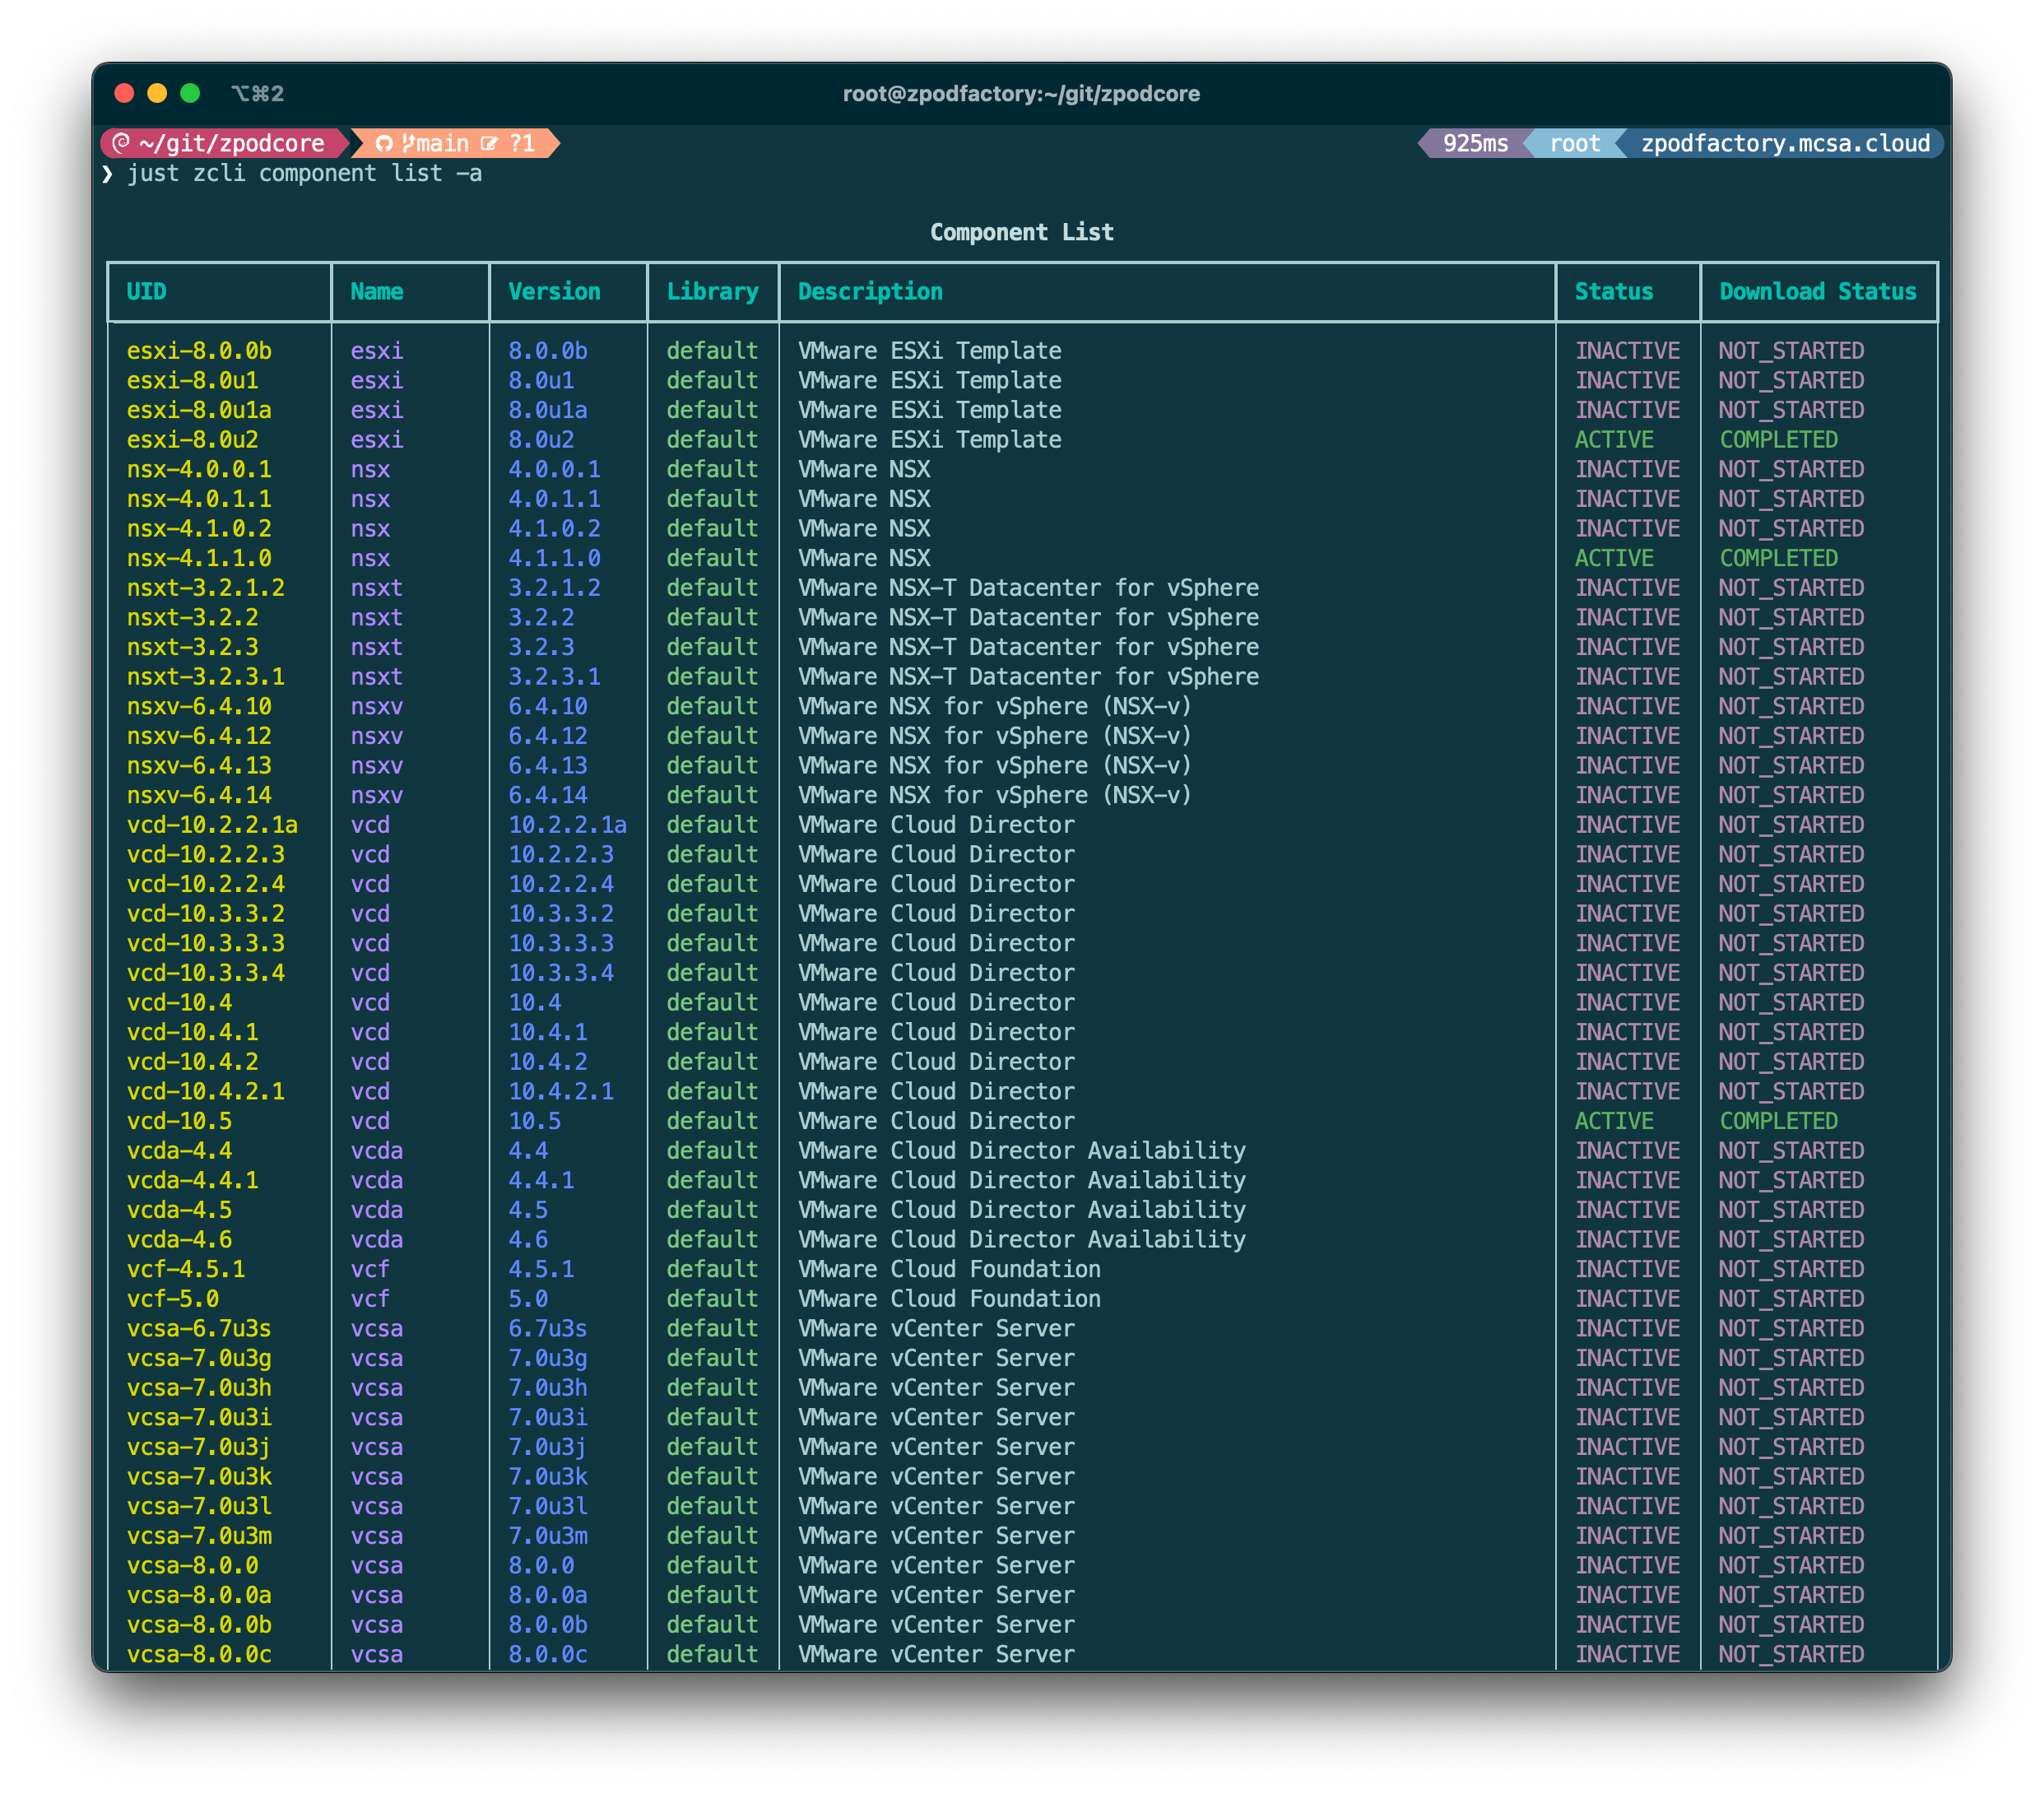 ⌥⌘2 root@zpodfactory:~/git/zpodcore
~/git/zpodcore main ?1 925ms root zpodfactory.mcsa.cloud
❯ just zcli component list -a
Component List
UID Name Version Library Description Status Download Status
esxi-8.0.0b esxi 8.0.0b default VMware ESXi Template INACTIVE NOT_STARTED
esxi-8.0u1 esxi 8.0u1 default VMware ESXi Template INACTIVE NOT_STARTED
esxi-8.0u1a esxi 8.0u1a default VMware ESXi Template INACTIVE NOT_STARTED
esxi-8.0u2 esxi 8.0u2 default VMware ESXi Template ACTIVE COMPLETED
nsx-4.0.0.1 nsx 4.0.0.1 default VMware NSX INACTIVE NOT_STARTED
nsx-4.0.1.1 nsx 4.0.1.1 default VMware NSX INACTIVE NOT_STARTED
nsx-4.1.0.2 nsx 4.1.0.2 default VMware NSX INACTIVE NOT_STARTED
nsx-4.1.1.0 nsx 4.1.1.0 default VMware NSX ACTIVE COMPLETED
nsxt-3.2.1.2 nsxt 3.2.1.2 default VMware NSX-T Datacenter for vSphere INACTIVE NOT_STARTED
nsxt-3.2.2 nsxt 3.2.2 default VMware NSX-T Datacenter for vSphere INACTIVE NOT_STARTED
nsxt-3.2.3 nsxt 3.2.3 default VMware NSX-T Datacenter for vSphere INACTIVE NOT_STARTED
nsxt-3.2.3.1 nsxt 3.2.3.1 default VMware NSX-T Datacenter for vSphere INACTIVE NOT_STARTED
nsxv-6.4.10 nsxv 6.4.10 default VMware NSX for vSphere (NSX-v) INACTIVE NOT_STARTED
nsxv-6.4.12 nsxv 6.4.12 default VMware NSX for vSphere (NSX-v) INACTIVE NOT_STARTED
nsxv-6.4.13 nsxv 6.4.13 default VMware NSX for vSphere (NSX-v) INACTIVE NOT_STARTED
nsxv-6.4.14 nsxv 6.4.14 default VMware NSX for vSphere (NSX-v) INACTIVE NOT_STARTED
vcd-10.2.2.1a vcd 10.2.2.1a default VMware Cloud Director INACTIVE NOT_STARTED
vcd-10.2.2.3 vcd 10.2.2.3 default VMware Cloud Director INACTIVE NOT_STARTED
vcd-10.2.2.4 vcd 10.2.2.4 default VMware Cloud Director INACTIVE NOT_STARTED
vcd-10.3.3.2 vcd 10.3.3.2 default VMware Cloud Director INACTIVE NOT_STARTED
vcd-10.3.3.3 vcd 10.3.3.3 default VMware Cloud Director INACTIVE NOT_STARTED
vcd-10.3.3.4 vcd 10.3.3.4 default VMware Cloud Director INACTIVE NOT_STARTED
vcd-10.4 vcd 10.4 default VMware Cloud Director INACTIVE NOT_STARTED
vcd-10.4.1 vcd 10.4.1 default VMware Cloud Director INACTIVE NOT_STARTED
vcd-10.4.2 vcd 10.4.2 default VMware Cloud Director INACTIVE NOT_STARTED
vcd-10.4.2.1 vcd 10.4.2.1 default VMware Cloud Director INACTIVE NOT_STARTED
vcd-10.5 vcd 10.5 default VMware Cloud Director ACTIVE COMPLETED
vcda-4.4 vcda 4.4 default VMware Cloud Director Availability INACTIVE NOT_STARTED
vcda-4.4.1 vcda 4.4.1 default VMware Cloud Director Availability INACTIVE NOT_STARTED
vcda-4.5 vcda 4.5 default VMware Cloud Director Availability INACTIVE NOT_STARTED
vcda-4.6 vcda 4.6 default VMware Cloud Director Availability INACTIVE NOT_STARTED
vcf-4.5.1 vcf 4.5.1 default VMware Cloud Foundation INACTIVE NOT_STARTED
vcf-5.0 vcf 5.0 default VMware Cloud Foundation INACTIVE NOT_STARTED
vcsa-6.7u3s vcsa 6.7u3s default VMware vCenter Server INACTIVE NOT_STARTED
vcsa-7.0u3g vcsa 7.0u3g default VMware vCenter Server INACTIVE NOT_STARTED
vcsa-7.0u3h vcsa 7.0u3h default VMware vCenter Server INACTIVE NOT_STARTED
vcsa-7.0u3i vcsa 7.0u3i default VMware vCenter Server INACTIVE NOT_STARTED
vcsa-7.0u3j vcsa 7.0u3j default VMware vCenter Server INACTIVE NOT_STARTED
vcsa-7.0u3k vcsa 7.0u3k default VMware vCenter Server INACTIVE NOT_STARTED
vcsa-7.0u3l vcsa 7.0u3l default VMware vCenter Server INACTIVE NOT_STARTED
vcsa-7.0u3m vcsa 7.0u3m default VMware vCenter Server INACTIVE NOT_STARTED
vcsa-8.0.0 vcsa 8.0.0 default VMware vCenter Server INACTIVE NOT_STARTED
vcsa-8.0.0a vcsa 8.0.0a default VMware vCenter Server INACTIVE NOT_STARTED
vcsa-8.0.0b vcsa 8.0.0b default VMware vCenter Server INACTIVE NOT_STARTED
vcsa-8.0.0c vcsa 8.0.0c default VMware vCenter Server INACTIVE NOT_STARTED